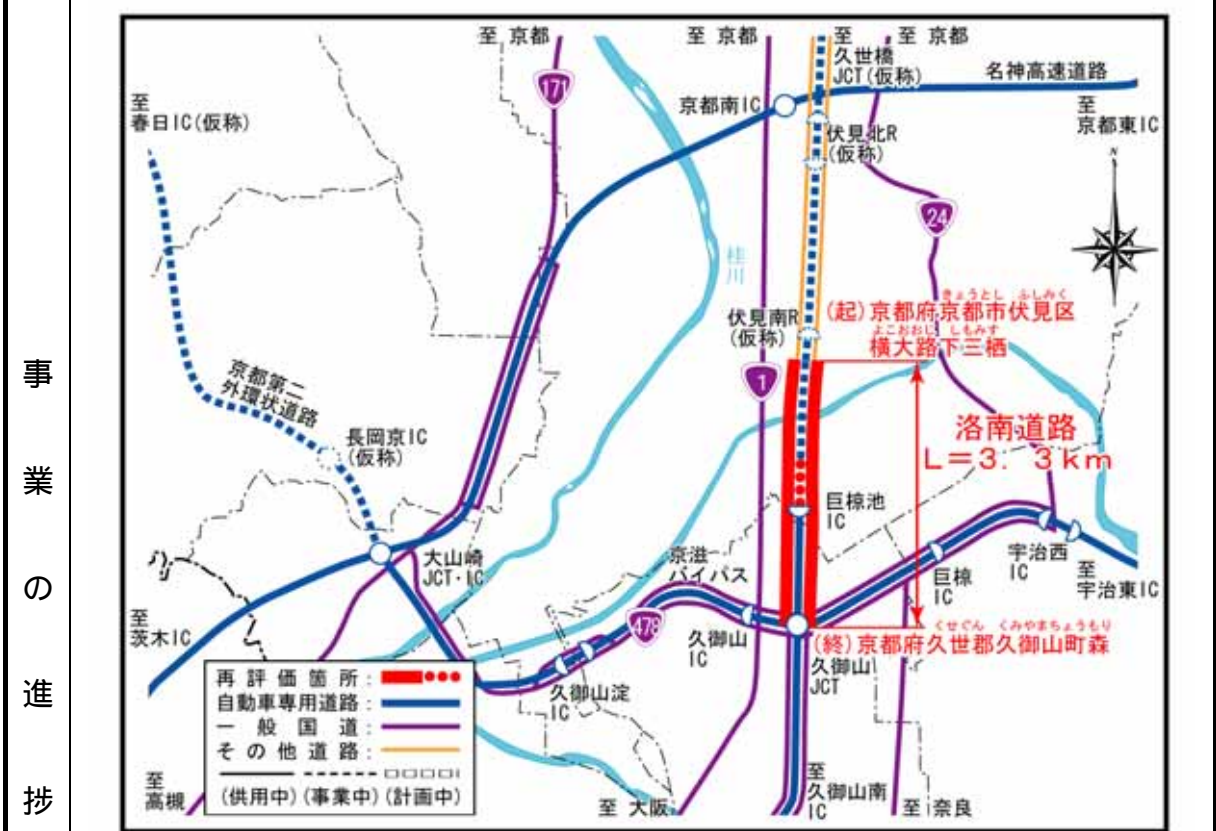 事業の進捗
至 京都
至 京都
至
久世橋
JCT(仮称)
至 京都
名神高速道路
至
京都東IC
171
京都南IC
至
春日IC(仮称)
伏見北R
(仮称)
N
24
桂川
伏見南R
(仮称)
きょうとし ふしみく
(起)京都府京都市伏見区
よこおおじ しもみす
横大路下三栖
1
京都第二
外環状道路
長岡京IC
(仮称)
洛南道路
L=3.3km
巨椋池
IC
大山崎
JCT・IC
京滋
バイパス
宇治西
IC
巨椋
IC
至
宇治東IC
至
茨木IC
478
久御山
IC
くせぐん くみやまちょうもり
(終)京都府久世郡久御山町森
久御山
JCT
久御山淀
IC
再評価箇所:
自動車専用道路:
一般国道:
その他道路:
(供用中)(事業中)(計画中)
至
高槻
至 大阪
至
久御山南
IC
至 奈良